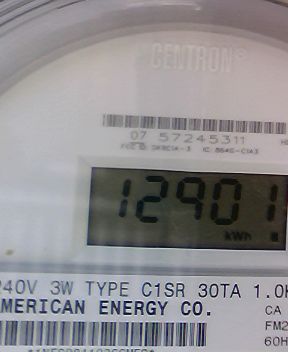 CENTRON®
07 57245311
12901
kWh
240V 3W TYPE C1SR 30TA 1.0K
AMERICAN ENERGY CO.
CA
FM2
60H